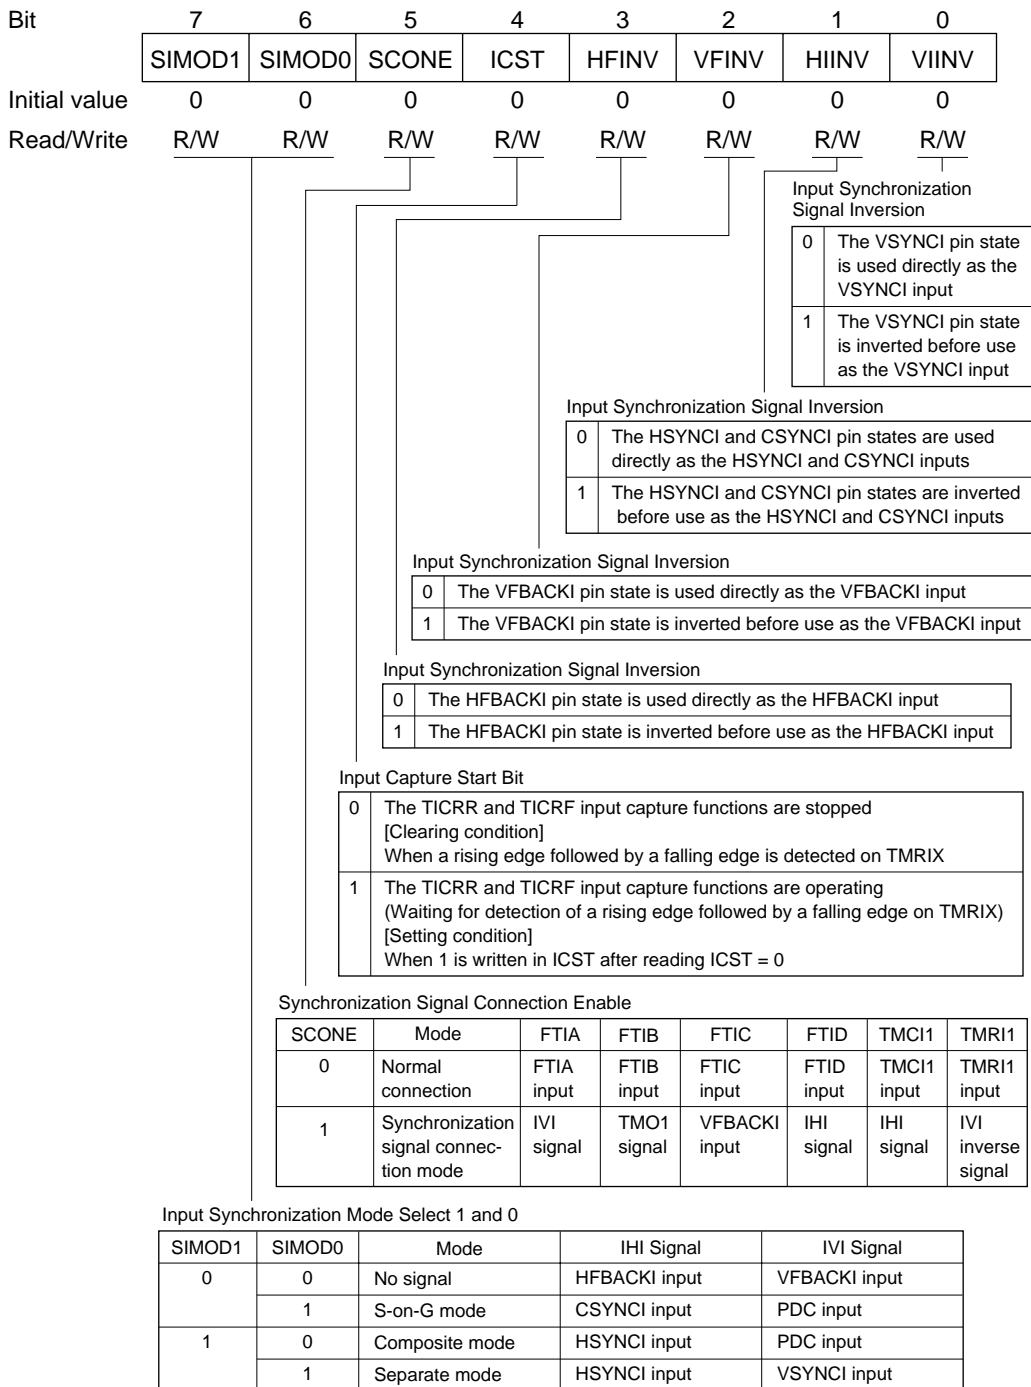 Bit 7 6 5 4 3 2 1 0
SIMOD1 SIMOD0 SCONE ICST HFINV VFINV HIINV VIINV
Initial value 0 0 0 0 0 0 0 0
Read/Write R/W R/W R/W R/W R/W R/W R/W R/W
Input Synchronization
Signal Inversion
0 The VSYNCI pin state
is used directly as the
VSYNCI input
1 The VSYNCI pin state
is inverted before use
as the VSYNCI input
Input Synchronization Signal Inversion
0 The HSYNCI and CSYNCI pin states are used
directly as the HSYNCI and CSYNCI inputs
1 The HSYNCI and CSYNCI pin states are inverted
before use as the HSYNCI and CSYNCI inputs
Input Synchronization Signal Inversion
0 The VFBACKI pin state is used directly as the VFBACKI input
1 The VFBACKI pin state is inverted before use as the VFBACKI input
Input Synchronization Signal Inversion
0 The HFBACKI pin state is used directly as the HFBACKI input
1 The HFBACKI pin state is inverted before use as the HFBACKI input
Input Capture Start Bit
0 The TICRR and TICRF input capture functions are stopped
[Clearing condition]
When a rising edge followed by a falling edge is detected on TMRIX
1 The TICRR and TICRF input capture functions are operating
(Waiting for detection of a rising edge followed by a falling edge on TMRIX)
[Setting condition]
When 1 is written in ICST after reading ICST = 0
Synchronization Signal Connection Enable
SCONE Mode FTIA FTIB FTIC FTID TMCI1 TMRI1
0 Normal FTIA FTIB FTIC FTID TMCI1 TMRI1
connection input input input input input input
1 Synchronization IVI TMO1 VFBACKI IHI IHI IVI
signal connec- signal signal input signal signal inverse
tion mode signal
Input Synchronization Mode Select 1 and 0
SIMOD1 SIMOD0 Mode IHI Signal IVI Signal
0 0 No signal HFBACKI input VFBACKI input
1 S-on-G mode CSYNCI input PDC input
1 0 Composite mode HSYNCI input PDC input
1 Separate mode HSYNCI input VSYNCI input